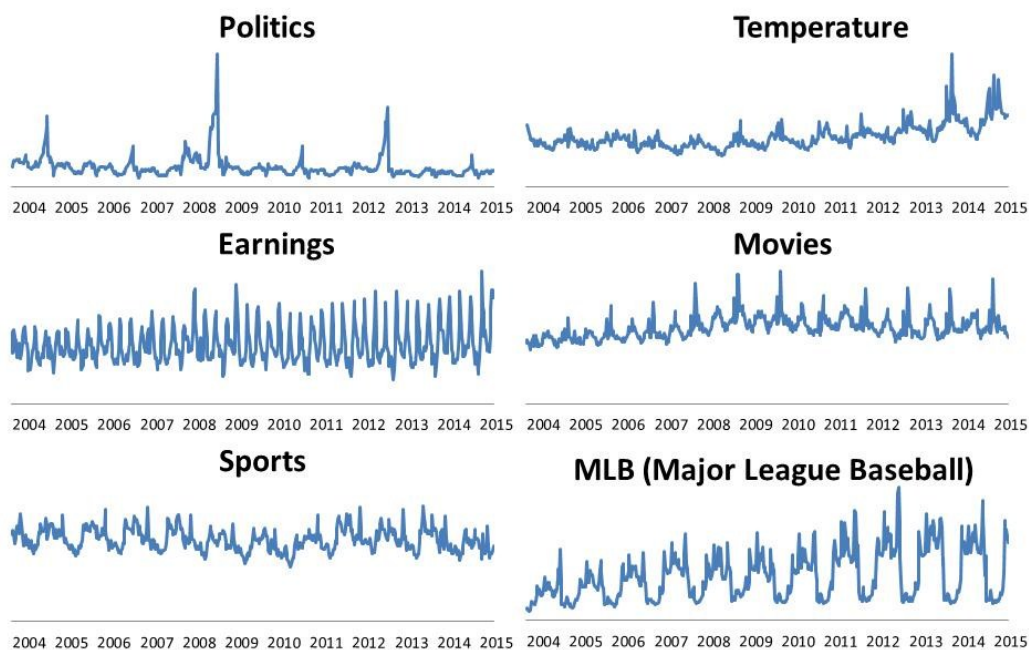 Politics
2004 2005 2006 2007 2008 2009 2010 2011 2012 2013 2014 2015
Temperature
2004 2005 2006 2007 2008 2009 2010 2011 2012 2013 2014 2015
Earnings
2004 2005 2006 2007 2008 2009 2010 2011 2012 2013 2014 2015
Movies
2004 2005 2006 2007 2008 2009 2010 2011 2012 2013 2014 2015
Sports
2004 2005 2006 2007 2008 2009 2010 2011 2012 2013 2014 2015
MLB (Major League Baseball)
2004 2005 2006 2007 2008 2009 2010 2011 2012 2013 2014 2015